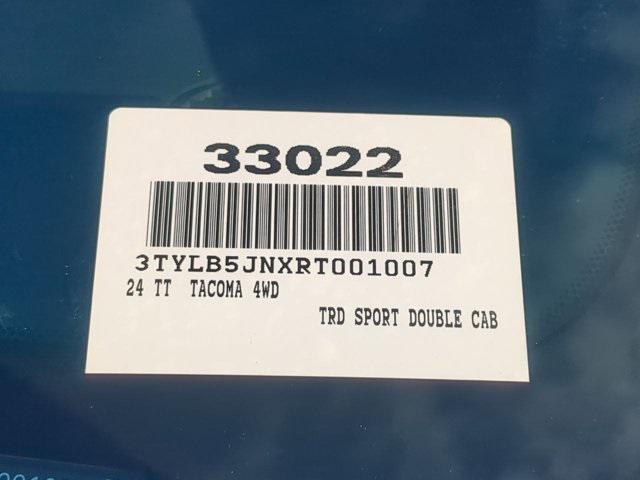 33022
3TYLB5JNXRT001007
24 TT TACOMA 4WD
TRD SPORT DOUBLE CAB